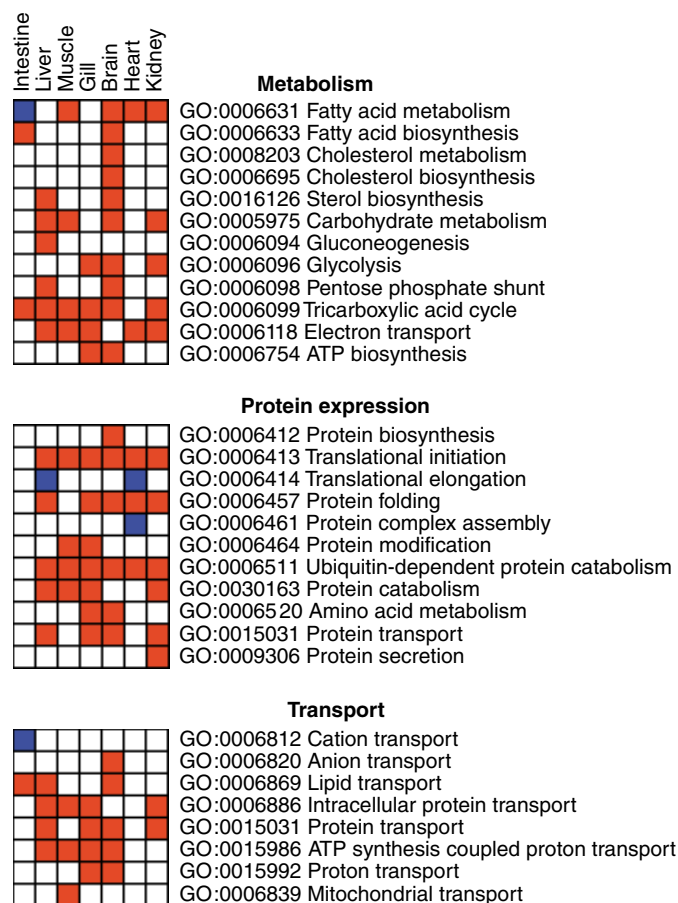 Intestine
Liver
Muscle
Gill
Brain
Heart
Kidney
Metabolism
GO:0006631 Fatty acid metabolism
GO:0006633 Fatty acid biosynthesis
GO:0008203 Cholesterol metabolism
GO:0006695 Cholesterol biosynthesis
GO:0016126 Sterol biosynthesis
GO:0005975 Carbohydrate metabolism
GO:0006094 Gluconeogenesis
GO:0006096 Glycolysis
GO:0006098 Pentose phosphate shunt
GO:0006099 Tricarboxylic acid cycle
GO:0006118 Electron transport
GO:0006754 ATP biosynthesis
Protein expression
GO:0006412 Protein biosynthesis
GO:0006413 Translational initiation
GO:0006414 Translational elongation
GO:0006457 Protein folding
GO:0006461 Protein complex assembly
GO:0006464 Protein modification
GO:0006511 Ubiquitin-dependent protein catabolism
GO:0030163 Protein catabolism
GO:0006520 Amino acid metabolism
GO:0015031 Protein transport
GO:0009306 Protein secretion
Transport
GO:0006812 Cation transport
GO:0006820 Anion transport
GO:0006869 Lipid transport
GO:0006886 Intracellular protein transport
GO:0015031 Protein transport
GO:0015986 ATP synthesis coupled proton transport
GO:0015992 Proton transport
GO:0006839 Mitochondrial transport